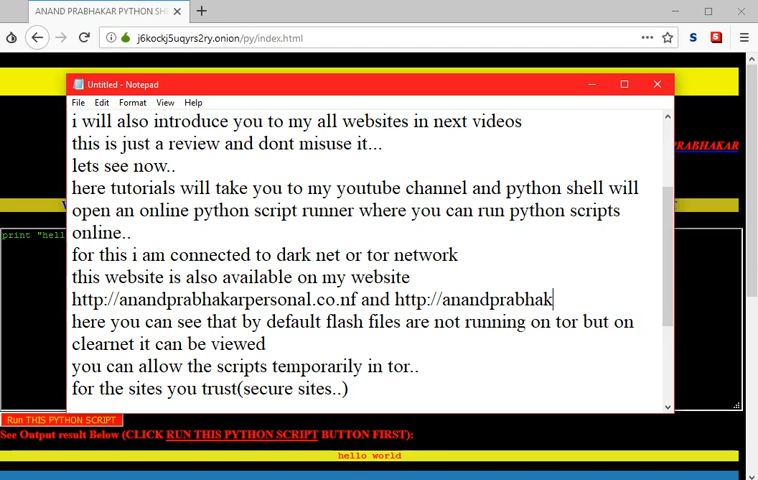 ANAND PRABHAKAR PYTHON SHE
j6kockj5uqyrs2ry.onion/py/index.html
Untitled - Notepad
File Edit Format View Help
i will also introduce you to my all websites in next videos
this is just a review and dont misuse it...
lets see now..
here tutorials will take you to my youtube channel and python shell will
open an online python script runner where you can run python scripts
online..
for this i am connected to dark net or tor network
this website is also available on my website
http://anandprabhakarpersonal.co.nf and http://anandprabhak
here you can see that by default flash files are not running on tor but on
clearnet it can be viewed
you can allow the scripts temporarily in tor..
for the sites you trust(secure sites..)
PRABHAKAR
print "hell
Run THIS PYTHON SCRIPT
See Output result Below (CLICK RUN THIS PYTHON SCRIPT BUTTON FIRST):
hello world